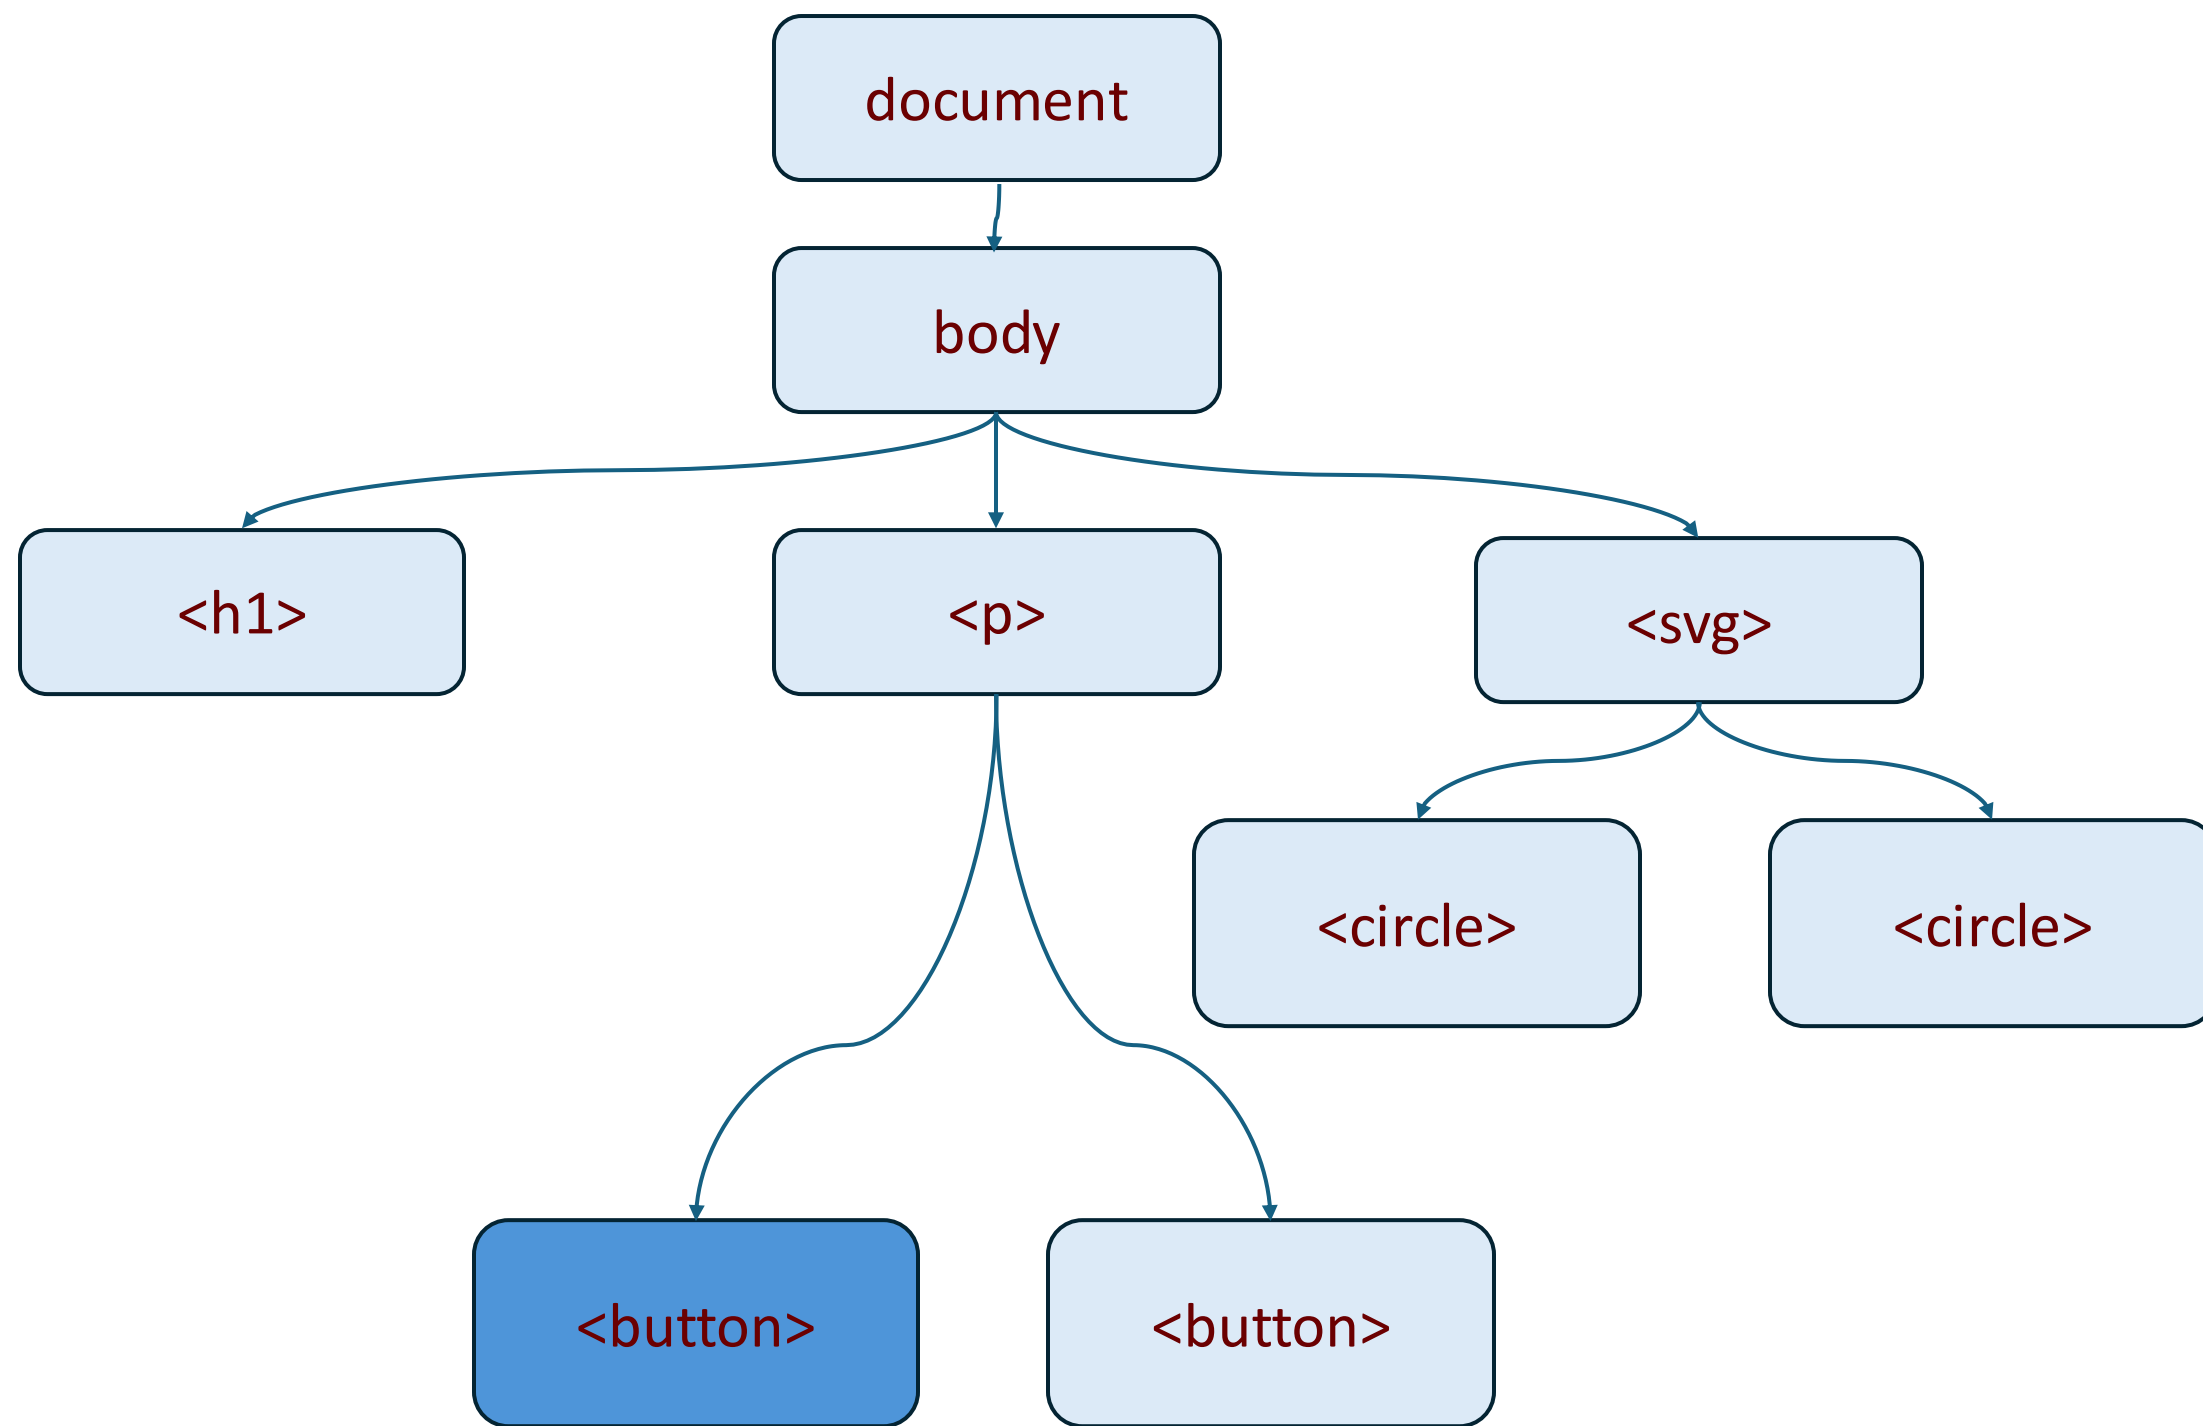 document
body
<h1>
<p>
<svg>
<circle>
<circle>
<button>
<button>